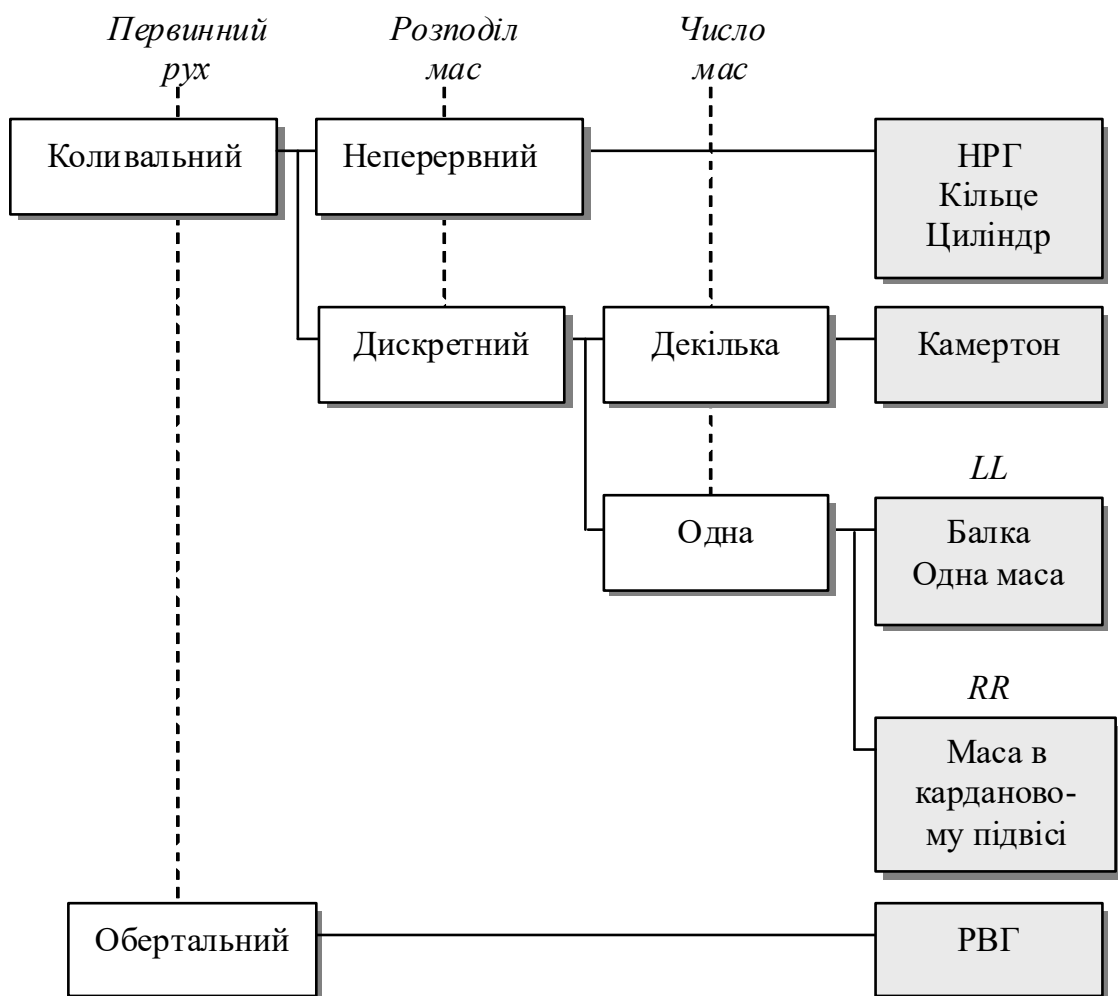 Первинний
рух
Розподіл
мас
Число
мас
Коливальний
Неперервний
НРГ
Кільце
Циліндр
Дискретний
Декілька
Камертон
LL
Одна
Балка
Одна маса
RR
Маса в
карданово-
му підвісі
Обертальний
РВГ